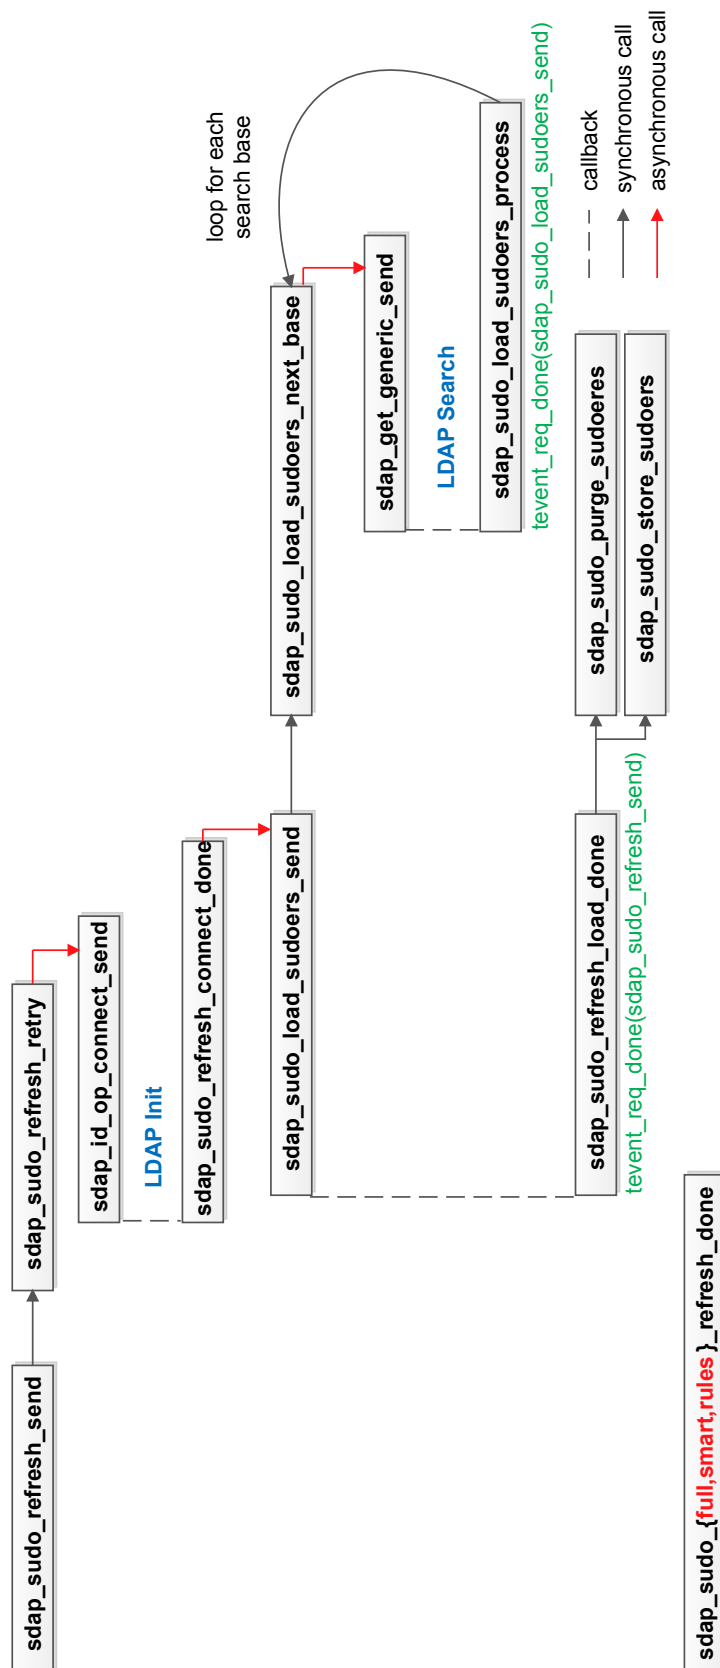 sdap_sudo_refresh_send
sdap_sudo_refresh_retry
sdap_id_op_connect_send
LDAP Init
sdap_sudo_refresh_connect_done
sdap_sudo_load_sudoers_send
sdap_sudo_load_sudoers_next_base
loop for each
search base
sdap_get_generic_send
LDAP Search
sdap_sudo_load_sudoers_process
tevent_req_done(sdap_sudo_load_sudoers_send)
sdap_sudo_refresh_load_done
tevent_req_done(sdap_sudo_refresh_send)
sdap_sudo_purge_sudoeres
sdap_sudo_store_sudoers
callback
synchronous call
asynchronous call
sdap_sudo_{full,smart,rules }_refresh_done